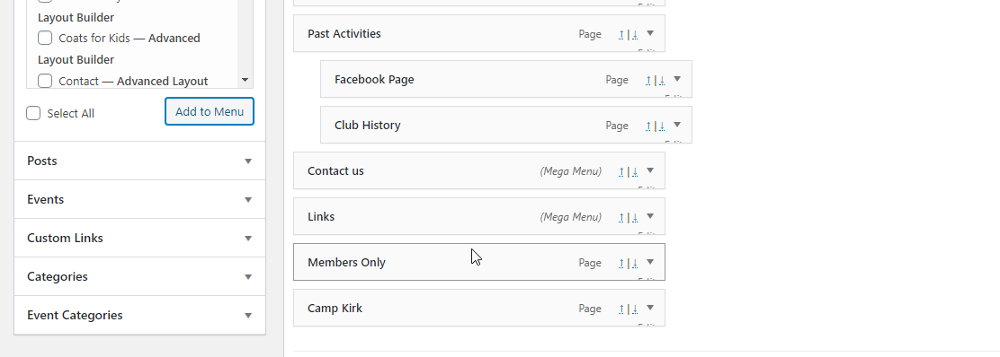 Layout Builder
Coats for Kids — Advanced
Layout Builder
Contact — Advanced Layout
Select All
Add to Menu
Posts
Events
Custom Links
Categories
Event Categories
Past Activities Page ↑|↓
Facebook Page Page ↑|↓
Club History Page ↑|↓
Contact us (Mega Menu) ↑|↓
Links (Mega Menu) ↑|↓
Members Only Page ↑|↓
Camp Kirk Page ↑|↓